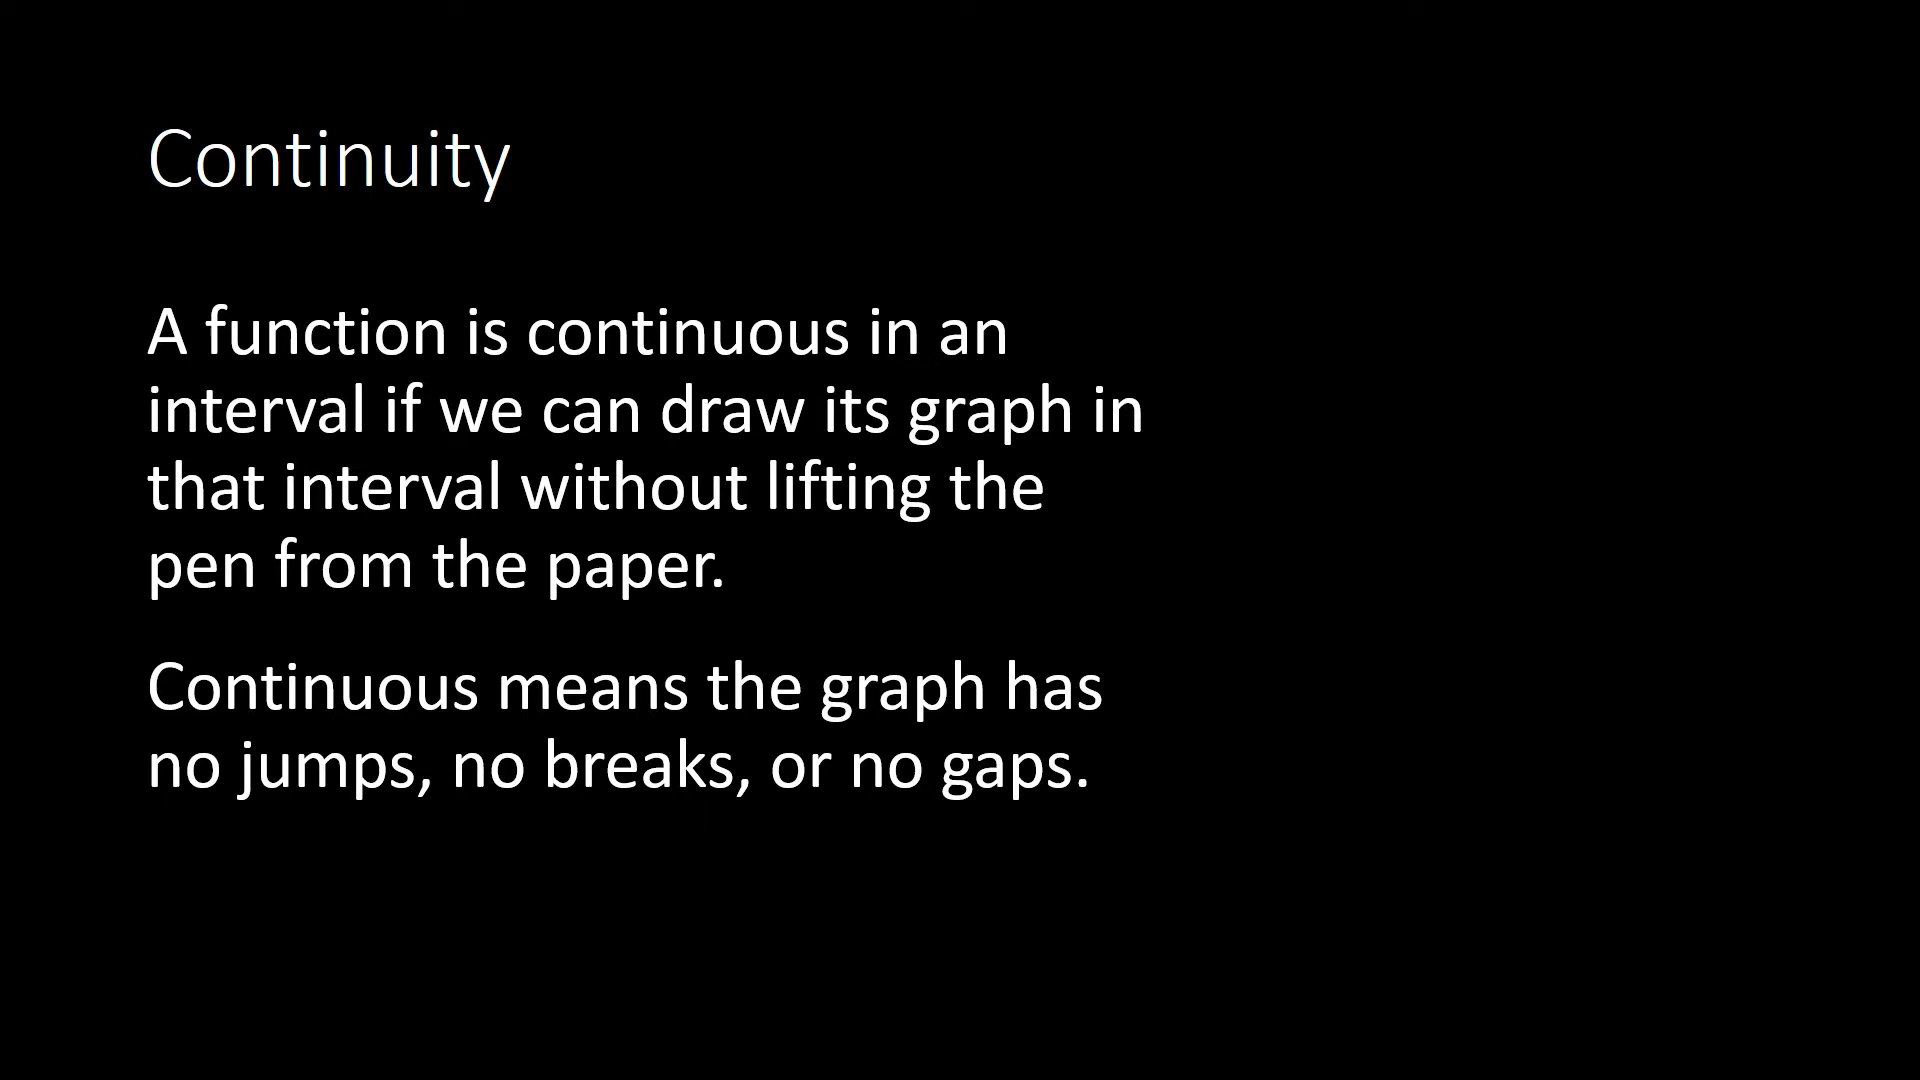 Continuity
A function is continuous in an
interval if we can draw its graph in
that interval without lifting the
pen from the paper.
Continuous means the graph has
no jumps, no breaks, or no gaps.